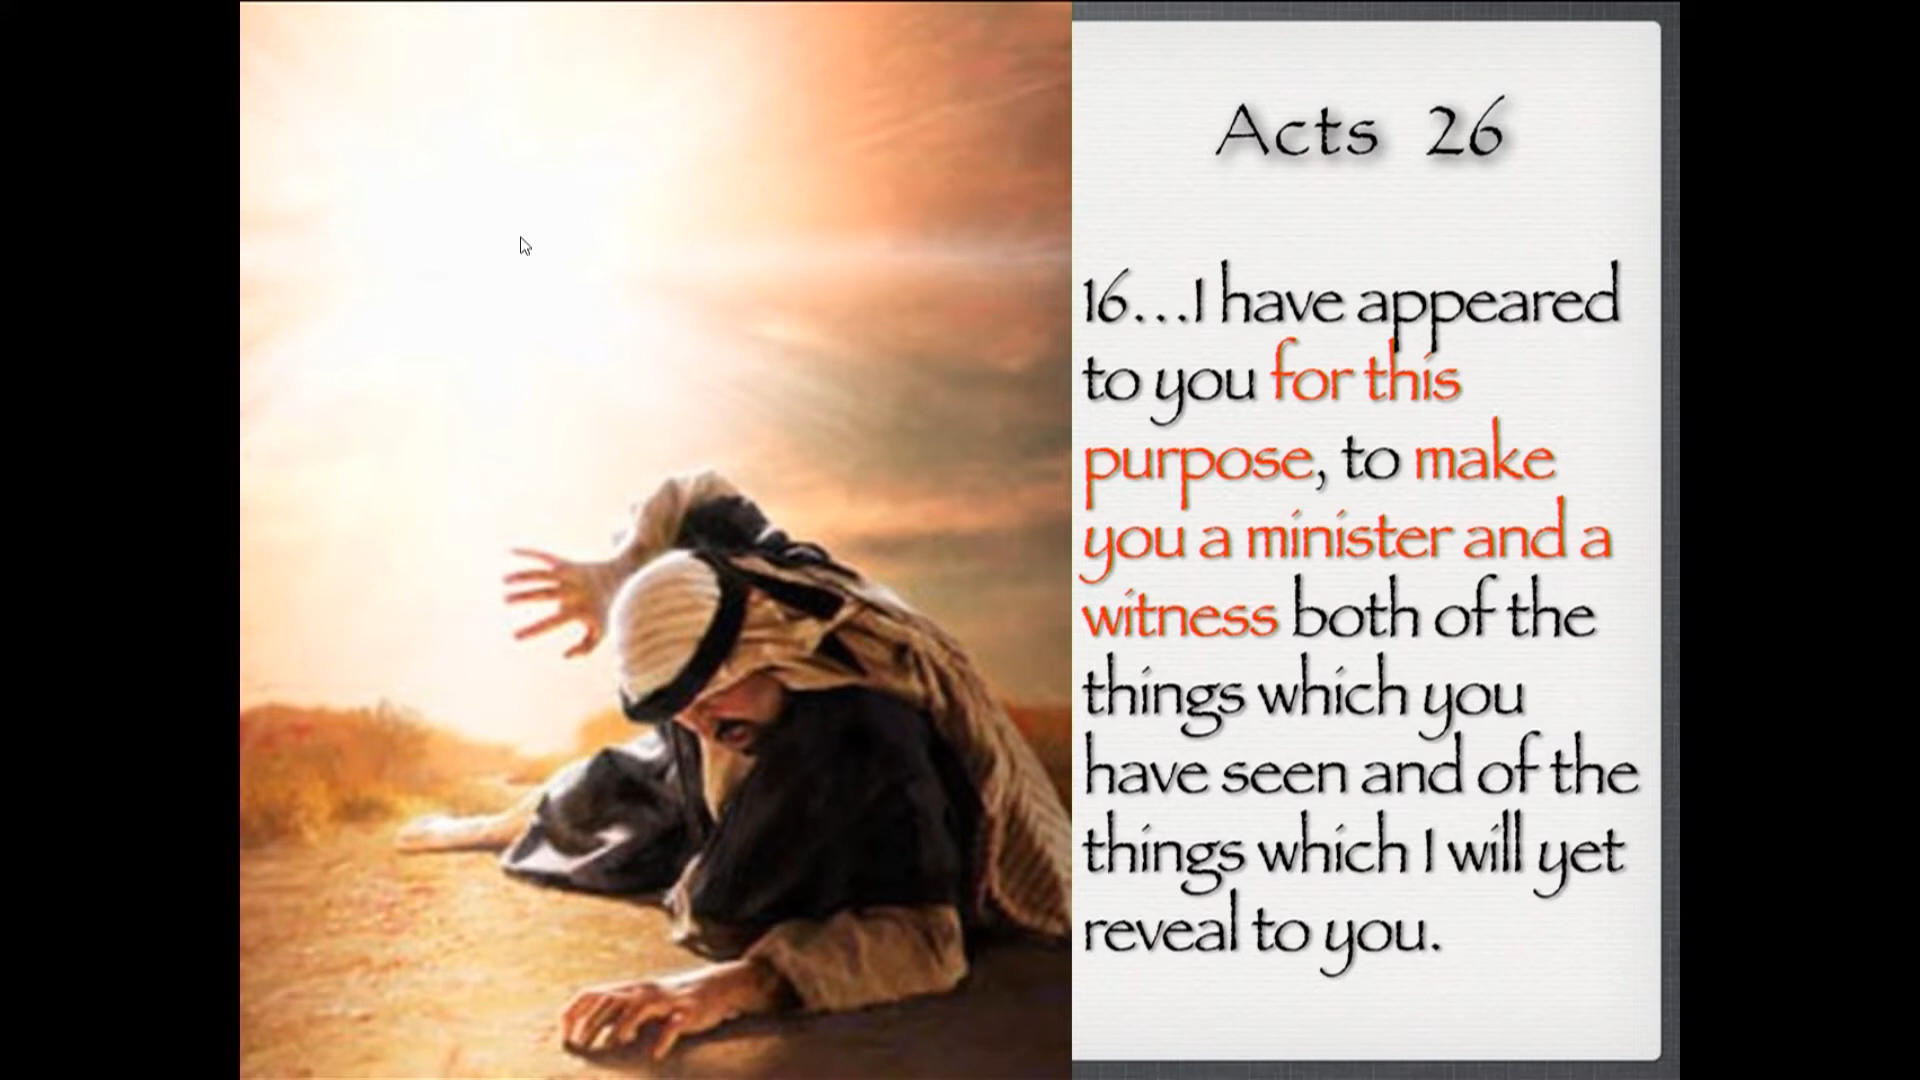 Acts 26
16...I have appeared
to you for this
purpose, to make
you a minister and a
witness both of the
things which you
have seen and of the
things which I will yet
reveal to you.